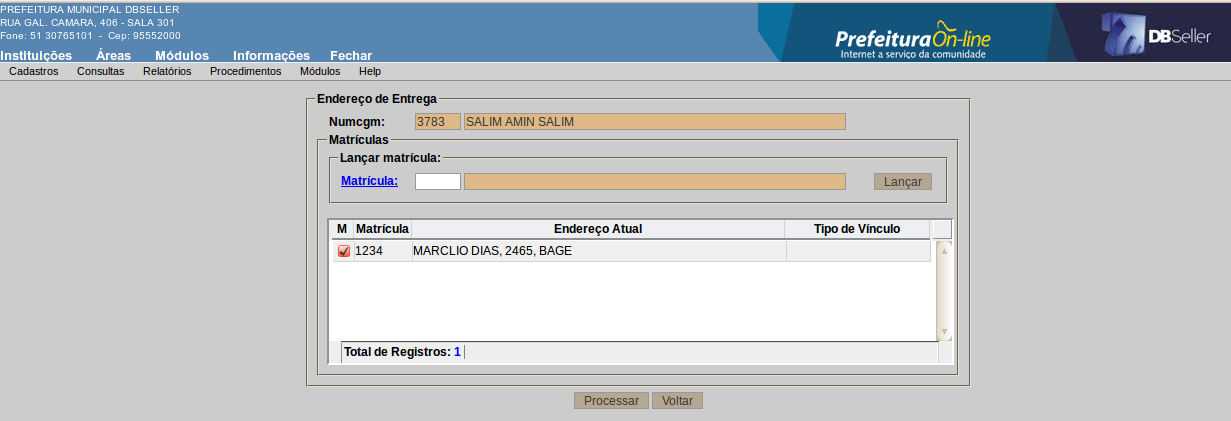 PREFEITURA MUNICIPAL DBSELLER
RUA GAL. CAMARA, 406 - SALA 301
Fone: 51 30765101 - Cep: 95552000
Prefeitura On-line
Internet a serviço da comunidade
DBSeller
Instituições Áreas Módulos Informações Fechar
Cadastros Consultas Relatórios Procedimentos Módulos Help
Endereço de Entrega
Numcgm: 3783 SALIM AMIN SALIM
Matrículas
Lançar matrícula:
Matrícula: Lançar
M Matrícula Endereço Atual Tipo de Vínculo
1234 MARCLIO DIAS, 2465, BAGE
Total de Registros: 1
Processar Voltar